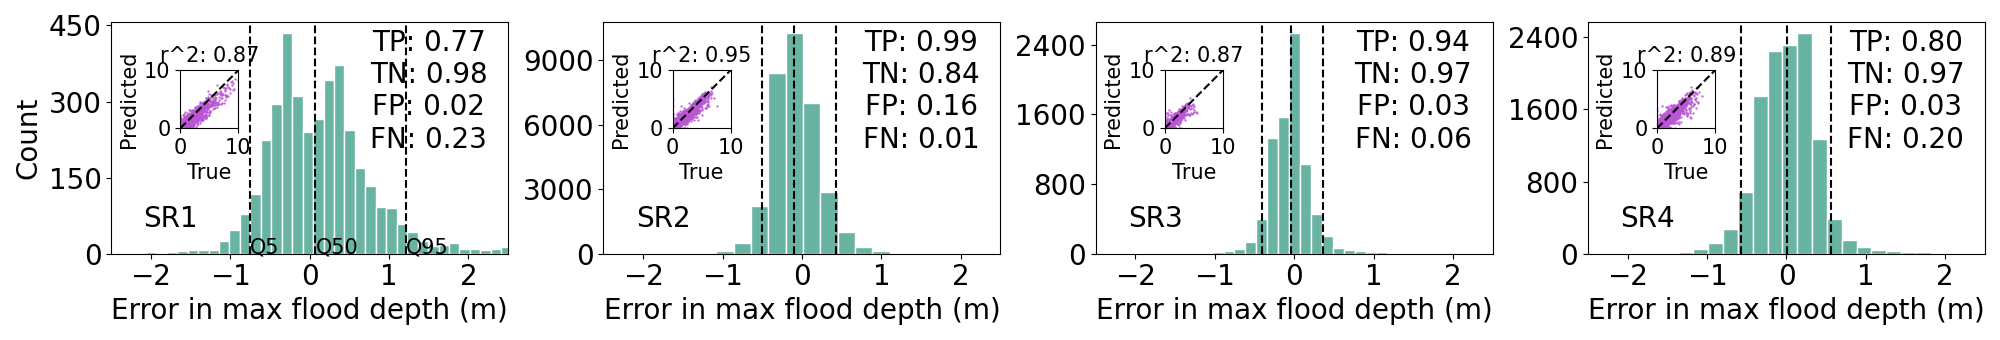 450
300
150
0
Count
r^2: 0.87
10
0
Predicted
0
10
True
TP: 0.77
TN: 0.98
FP: 0.02
FN: 0.23
SR1
Q5
Q50
Q95
−2
−1
0
1
2
Error in max flood depth (m)
9000
6000
3000
0
r^2: 0.95
10
0
Predicted
0
10
True
TP: 0.99
TN: 0.84
FP: 0.16
FN: 0.01
SR2
−2
−1
0
1
2
Error in max flood depth (m)
2400
1600
800
0
r^2: 0.87
10
0
Predicted
0
10
True
TP: 0.94
TN: 0.97
FP: 0.03
FN: 0.06
SR3
−2
−1
0
1
2
Error in max flood depth (m)
2400
1600
800
0
r^2: 0.89
10
0
Predicted
0
10
True
TP: 0.80
TN: 0.97
FP: 0.03
FN: 0.20
SR4
−2
−1
0
1
2
Error in max flood depth (m)